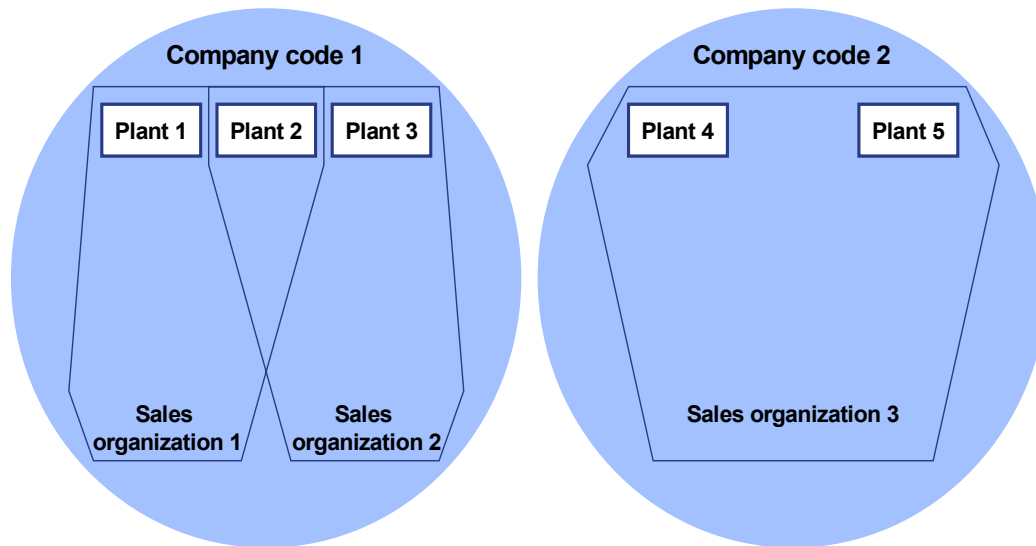 Company code 1
Company code 2
Plant 1
Plant 2
Plant 3
Plant 4
Plant 5
Sales
organization 1
Sales
organization 2
Sales organization 3